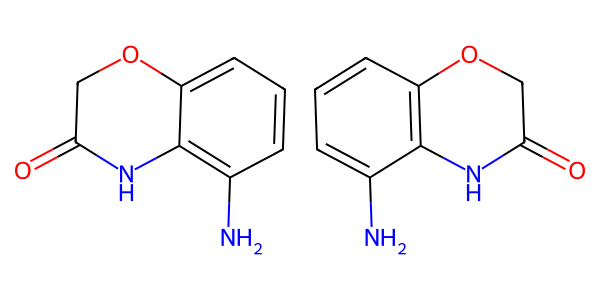 O O
O NH NH O
NH₂ NH₂